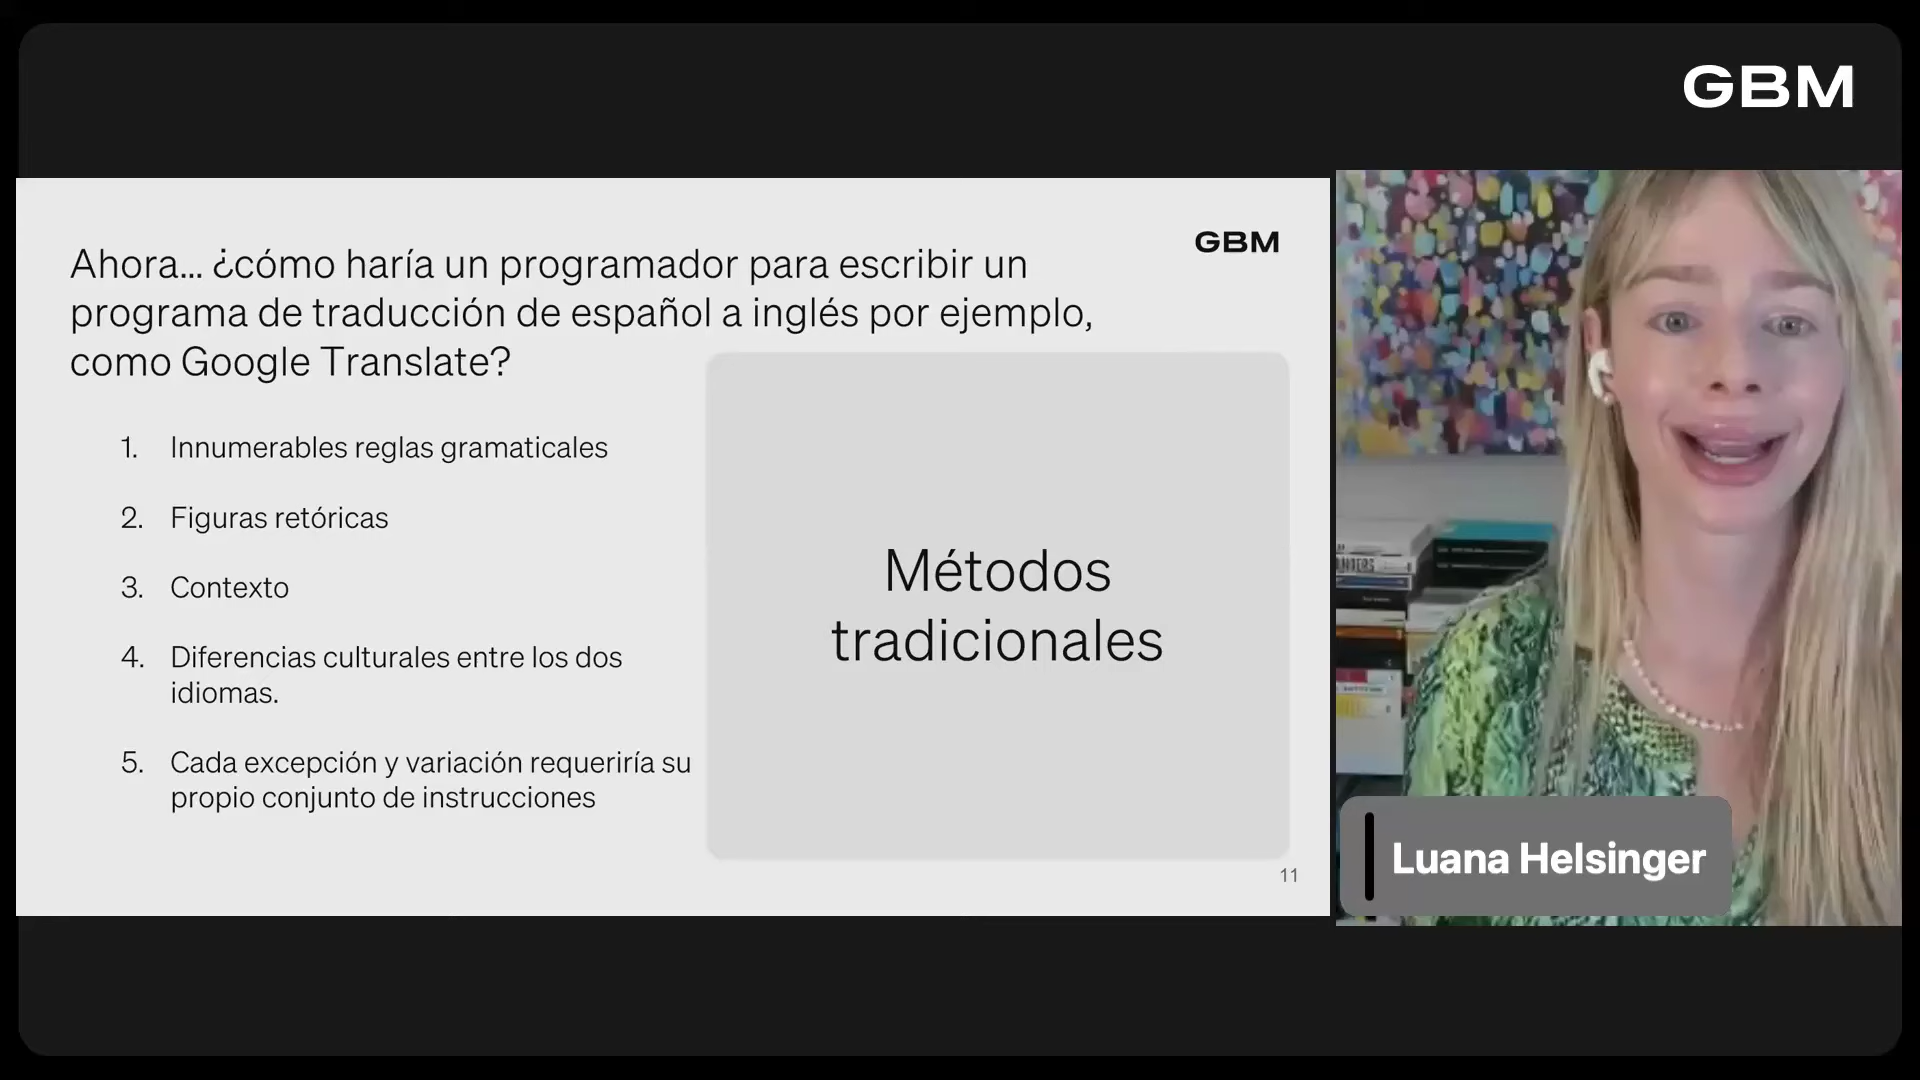 GBM
GBM
Ahora... ¿cómo haría un programador para escribir un
programa de traducción de español a inglés por ejemplo,
como Google Translate?
1. Innumerables reglas gramaticales
2. Figuras retóricas
3. Contexto
4. Diferencias culturales entre los dos
idiomas.
5. Cada excepción y variación requeriría su
propio conjunto de instrucciones
Métodos
tradicionales
11
Luana Helsinger